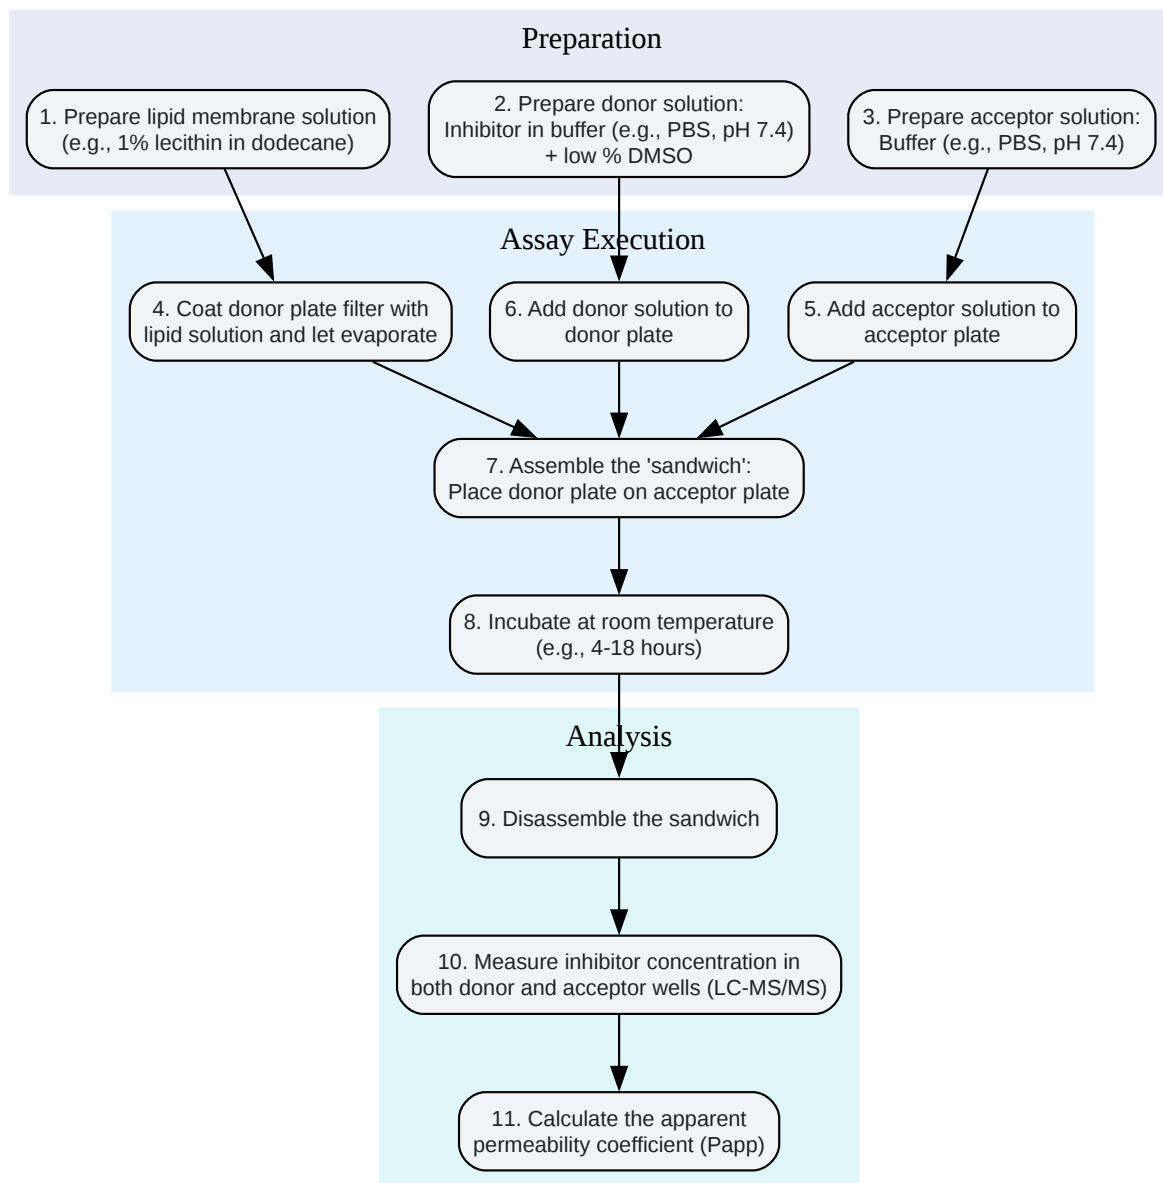 Preparation
1. Prepare lipid membrane solution
(e.g., 1% lecithin in dodecane)
2. Prepare donor solution:
Inhibitor in buffer (e.g., PBS, pH 7.4)
+ low % DMSO
3. Prepare acceptor solution:
Buffer (e.g., PBS, pH 7.4)
Assay Execution
4. Coat donor plate filter with
lipid solution and let evaporate
6. Add donor solution to
donor plate
5. Add acceptor solution to
acceptor plate
7. Assemble the 'sandwich':
Place donor plate on acceptor plate
8. Incubate at room temperature
(e.g., 4-18 hours)
Analysis
9. Disassemble the sandwich
10. Measure inhibitor concentration in
both donor and acceptor wells (LC-MS/MS)
11. Calculate the apparent
permeability coefficient (Papp)